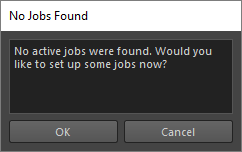 No Jobs Found
No active jobs were found. Would you
like to set up some jobs now?
OK
Cancel